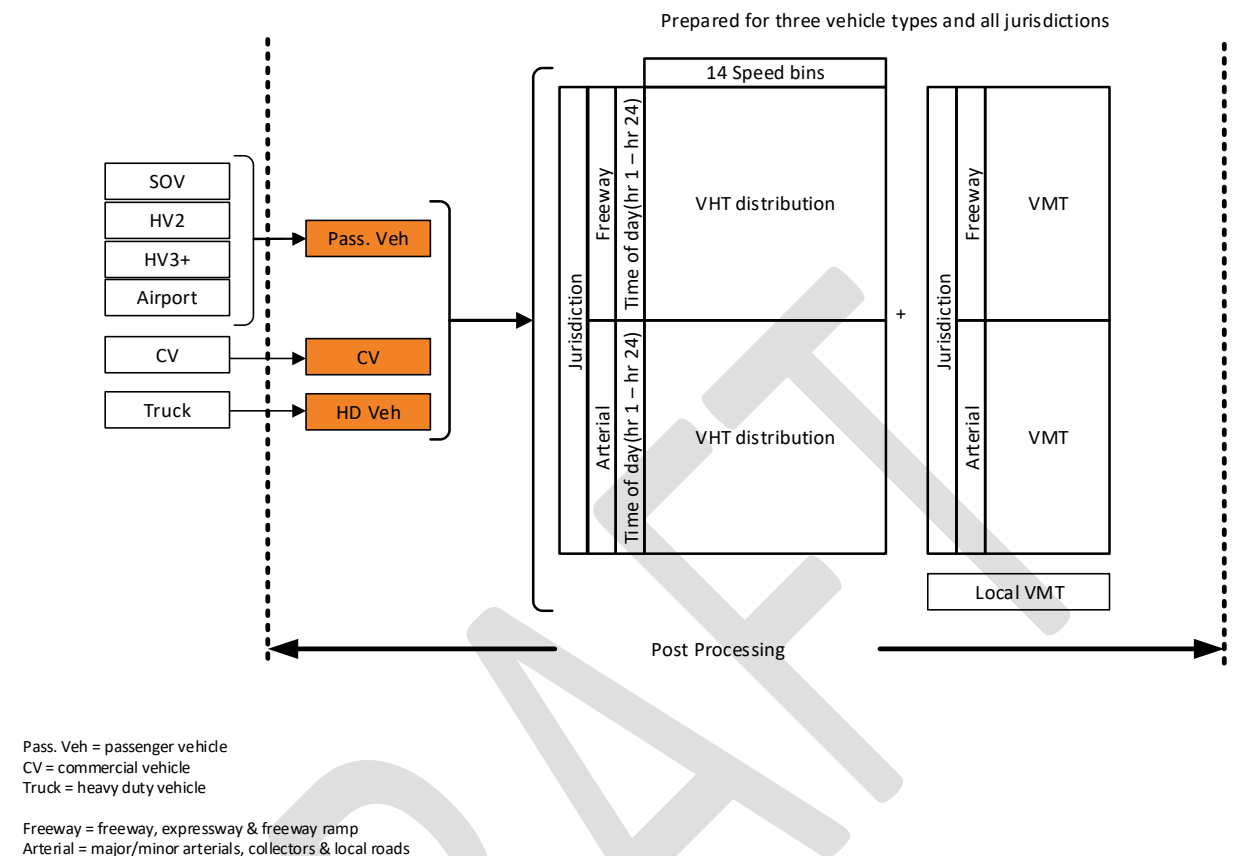 Prepared for three vehicle types and all jurisdictions
14 Speed bins
SOV
HV2
HV3+
Airport
CV
Truck
Pass. Veh
CV
HD Veh
Jurisdiction
Freeway
Time of day(hr 1 – hr 24)
VHT distribution
Arterial
Time of day(hr 1 – hr 24)
VHT distribution
+
Jurisdiction
Freeway
VMT
Arterial
VMT
Local VMT
Post Processing
Pass. Veh = passenger vehicle
CV = commercial vehicle
Truck = heavy duty vehicle
Freeway = freeway, expressway & freeway ramp
Arterial = major/minor arterials, collectors & local roads
DRAFT